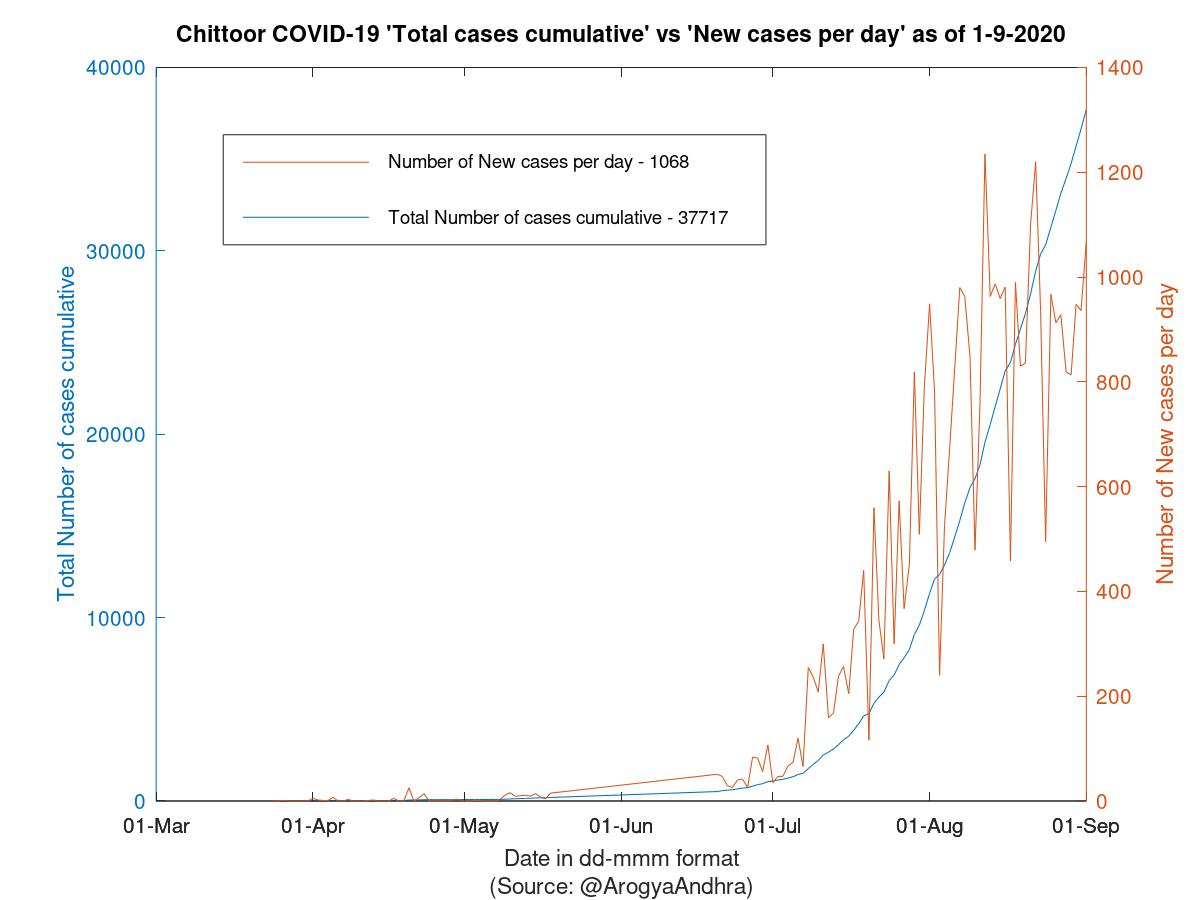 Chittoor COVID-19 'Total cases cumulative' vs 'New cases per day' as of 1-9-2020
40000
30000
20000
10000
0
Total Number of cases cumulative
Number of New cases per day - 1068
Total Number of cases cumulative - 37717
1400
1200
1000
800
600
400
200
0
Number of New cases per day
01-Mar 01-Apr 01-May 01-Jun 01-Jul 01-Aug 01-Sep
Date in dd-mmm format
(Source: @ArogyaAndhra)